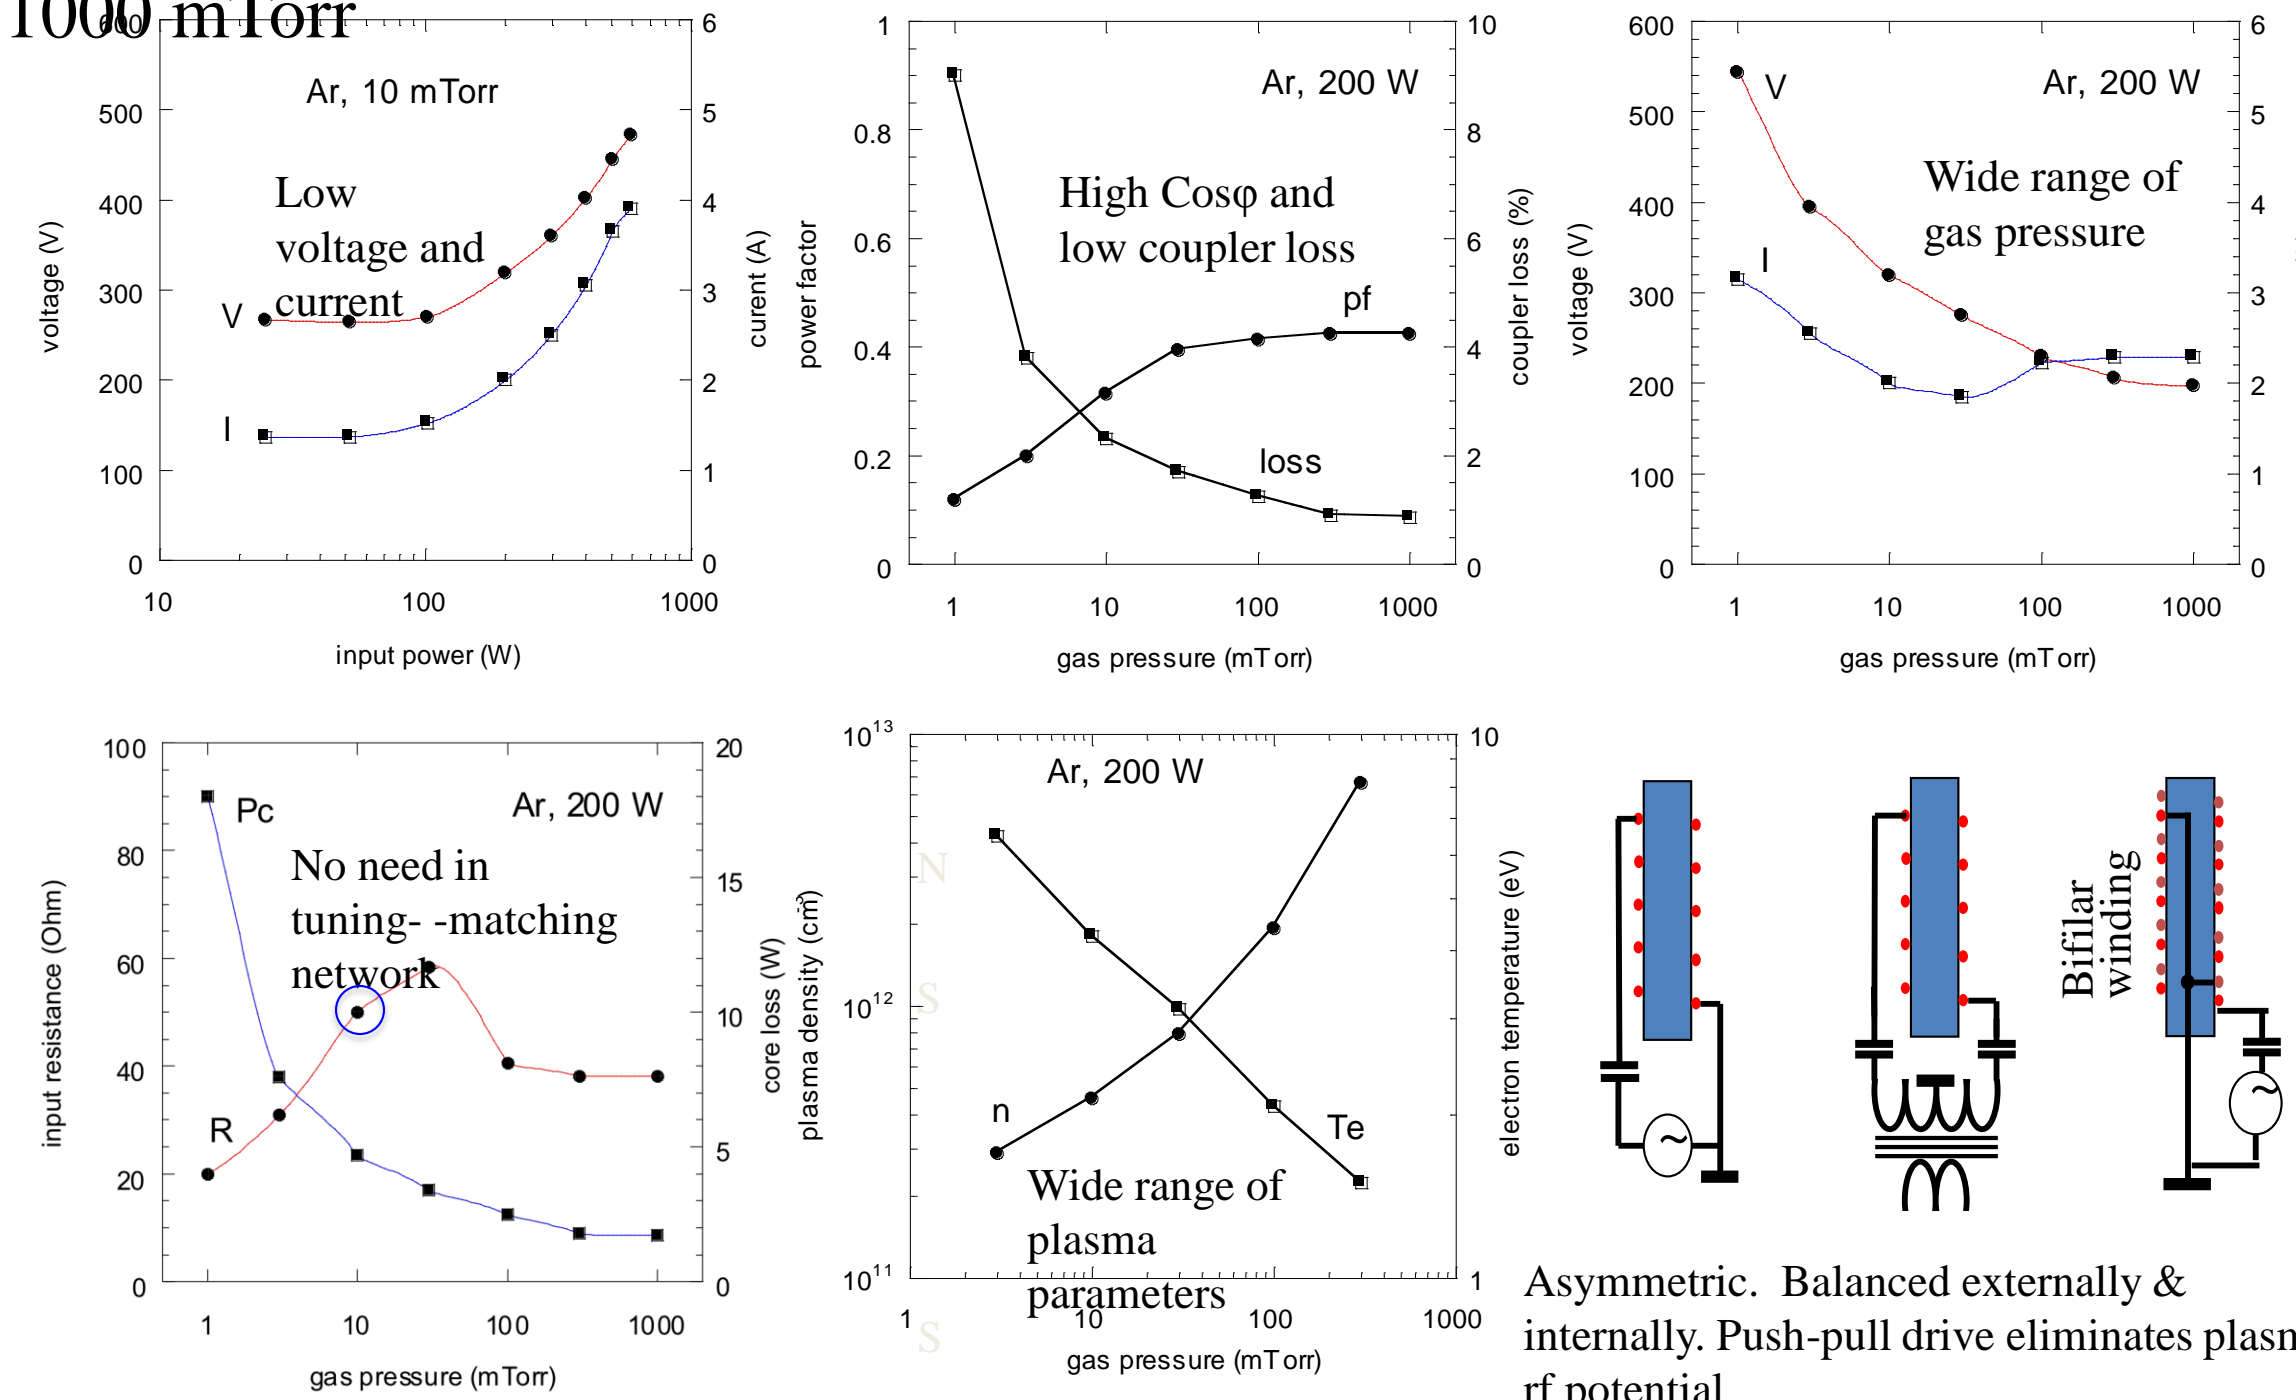 1000 mTorr
600
500
400
300
200
100
0
6
5
4
3
2
1
0
Ar, 10 mTorr
Low
voltage and
current
V
I
voltage (V)
curent (A)
10
100
1000
input power (W)
1
0.8
0.6
0.4
0.2
0
10
8
6
4
2
0
Ar, 200 W
High Cosφ and
low coupler loss
pf
loss
power factor
coupler loss (%)
1
10
100
1000
gas pressure (mTorr)
600
500
400
300
200
100
0
6
5
4
3
2
1
0
Ar, 200 W
V
I
Wide range of
gas pressure
voltage (V)
1
10
100
1000
gas pressure (mTorr)
100
80
60
40
20
0
20
15
10
5
0
Pc
Ar, 200 W
No need in
tuning- -matching
network
R
input resistance (Ohm)
core loss (W)
1
10
100
1000
gas pressure (mTorr)
10^13
10^12
10^11
10
1
Ar, 200 W
N
S
S
n
Te
Wide range of
plasma
parameters
plasma density (cm^-3)
electron temperature (eV)
1
10
100
1000
gas pressure (mTorr)
Bifilar
winding
~
~
Asymmetric.  Balanced externally &
internally. Push-pull drive eliminates plasm
rf potential